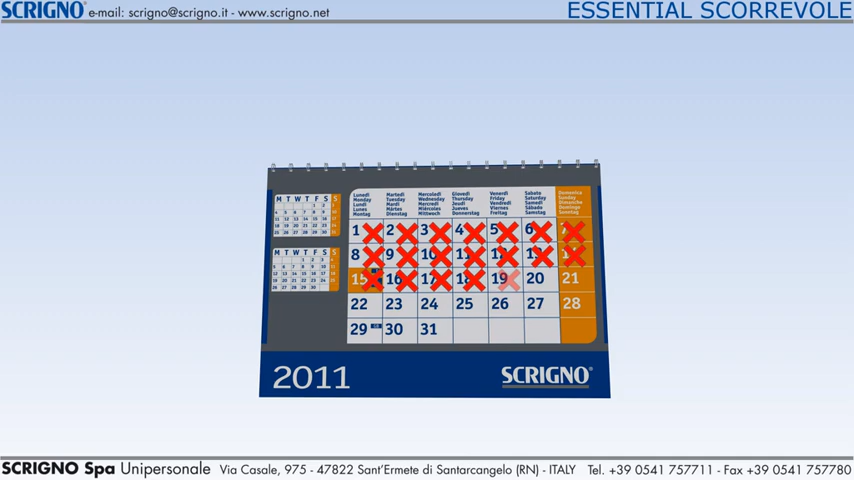 SCRIGNO® e-mail: scrigno@scrigno.it - www.scrigno.net
ESSENTIAL SCORREVOLE
M T W T F S S
Lunedì Martedì Mercoledì Giovedì Venerdì Sabato Domenica
Monday Tuesday Wednesday Thursday Friday Saturday Sunday
Lundi Mardi Mercredi Jeudi Vendredi Samedi Dimanche
Lunes Martes Miércoles Jueves Viernes Sábado Domingo
Montag Dienstag Mittwoch Donnerstag Freitag Samstag Sonntag
1 2 3 4 5 6 7
8 9 10 11 12 13 14
M T W T F S S
15 16 17 18 19 20 21
22 23 24 25 26 27 28
29 30 31
2011
SCRIGNO®
SCRIGNO Spa Unipersonale Via Casale, 975 - 47822 Sant'Ermete di Santarcangelo (RN) - ITALY Tel. +39 0541 757711 - Fax +39 0541 757780